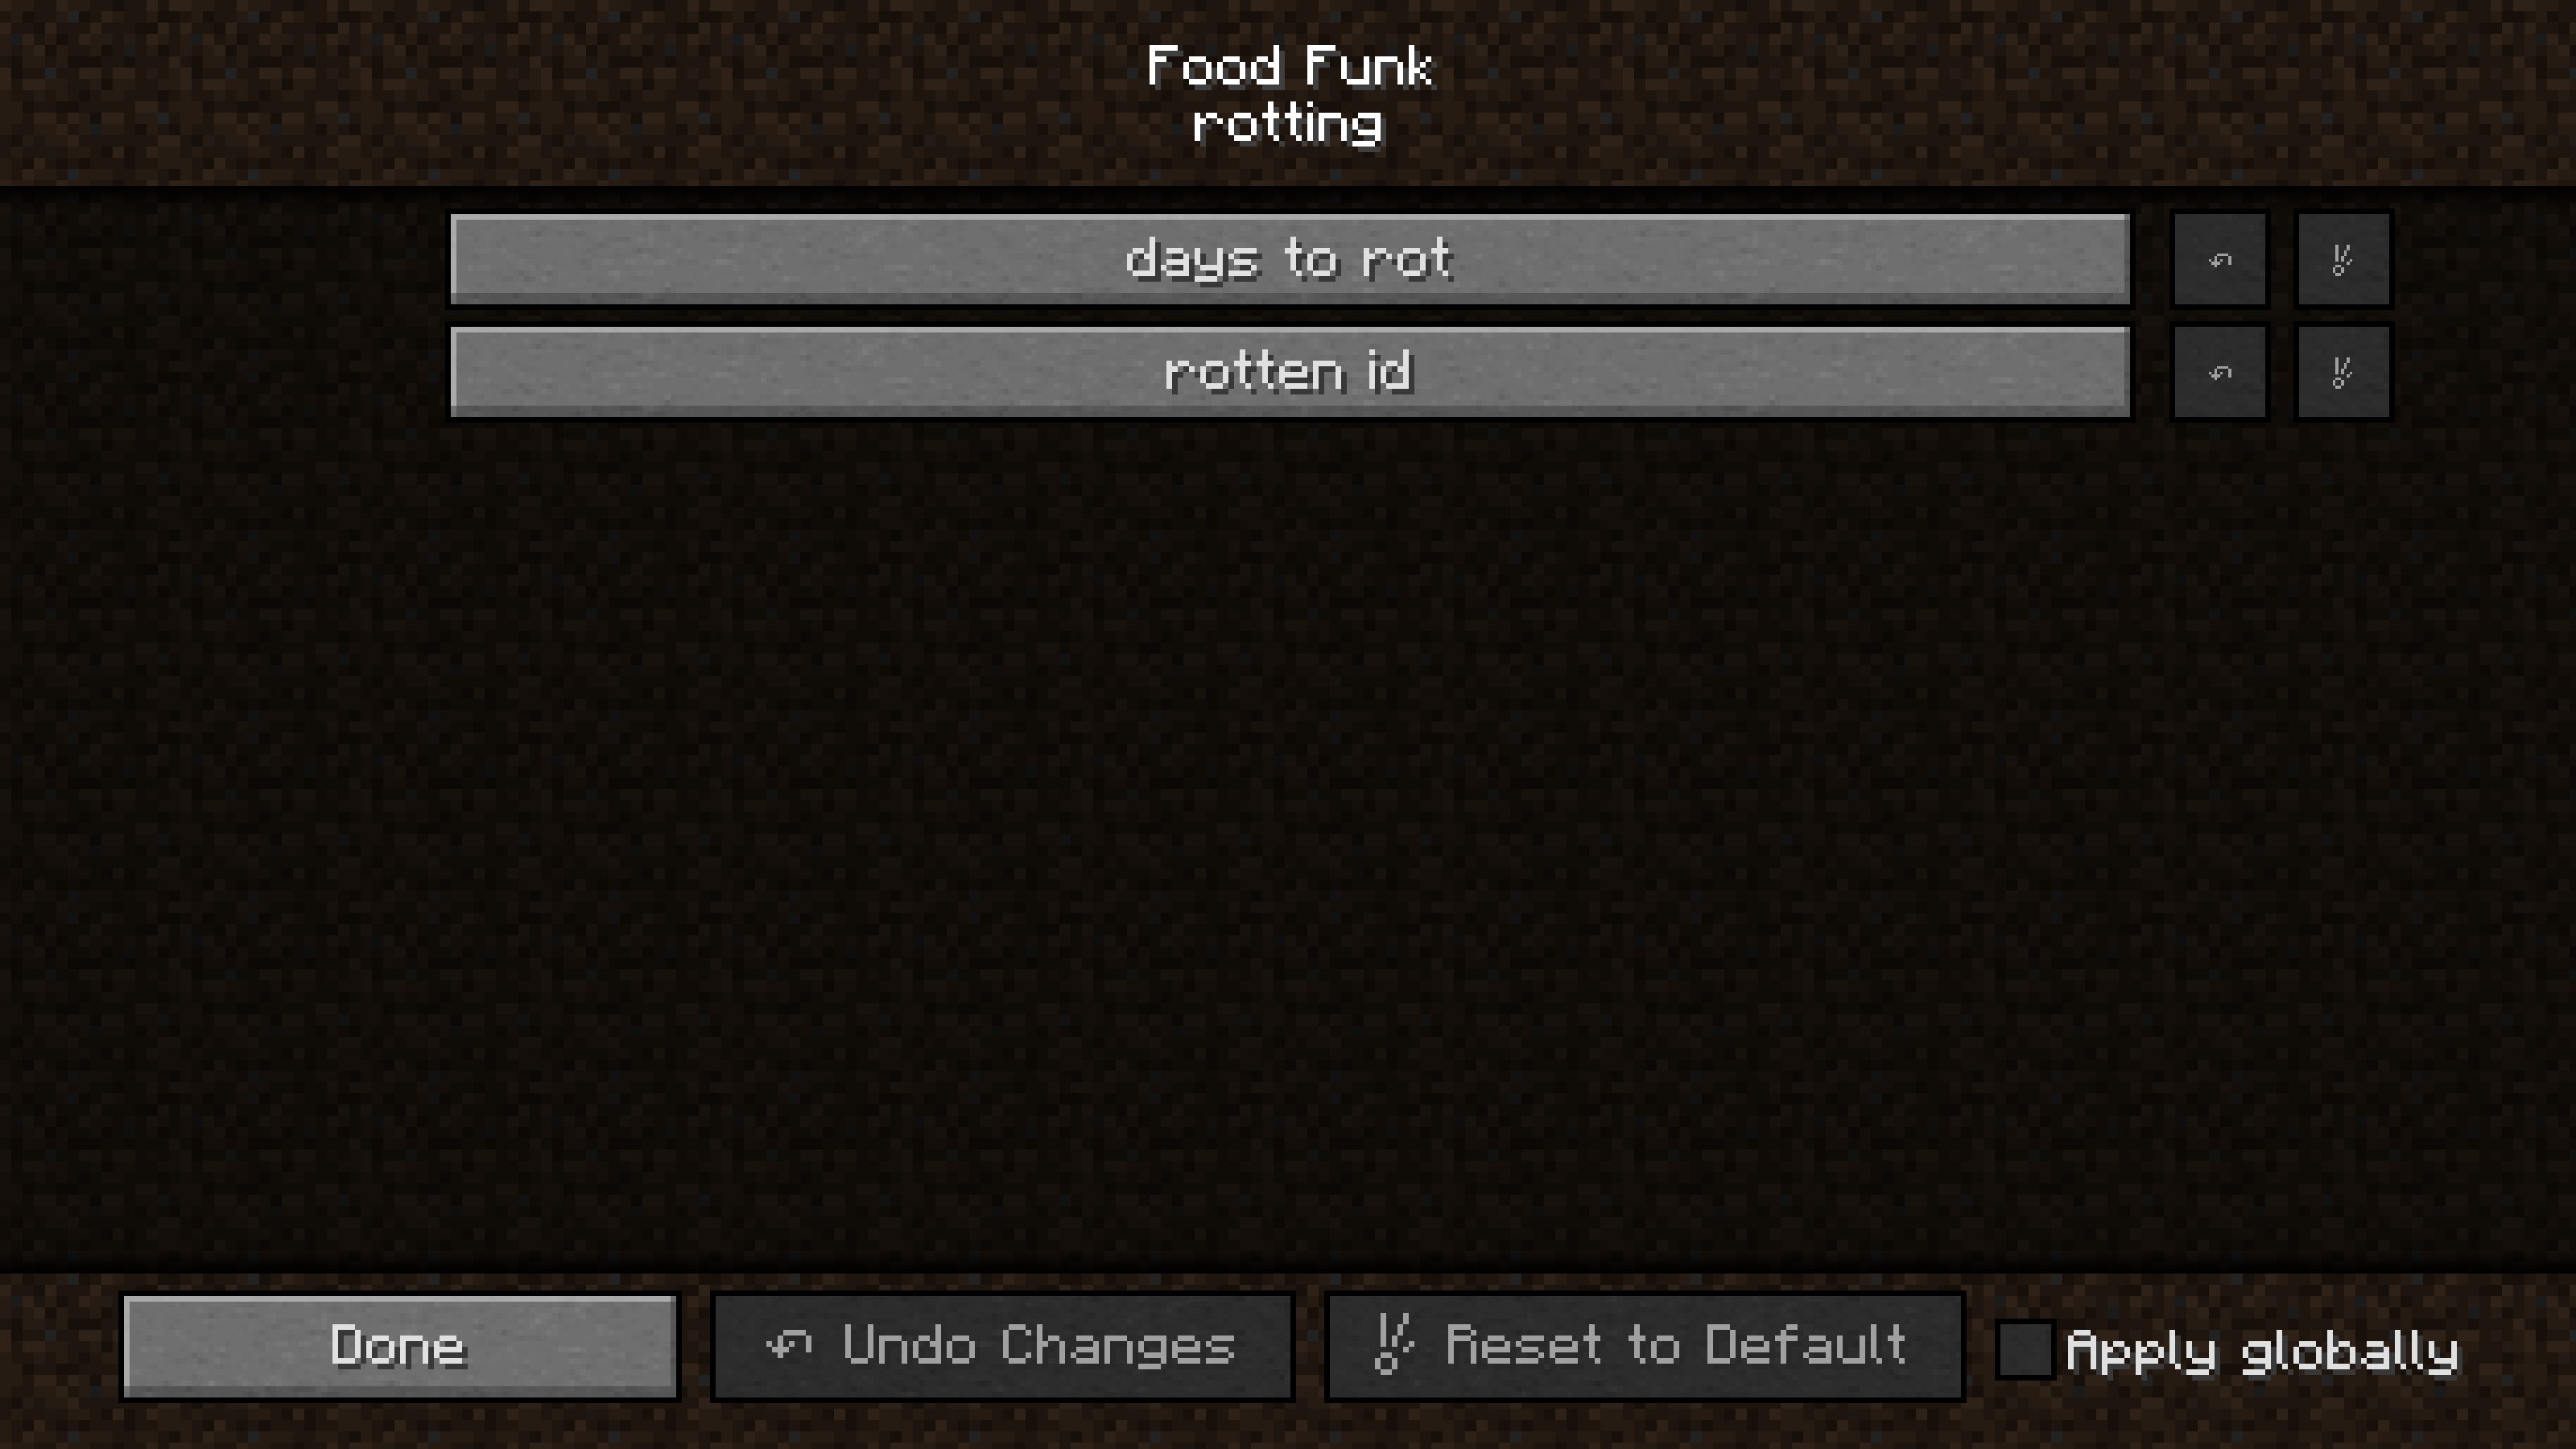 Food Funk
rotting
days to rot
rotten id
Done
Undo Changes
Reset to Default
Apply globally